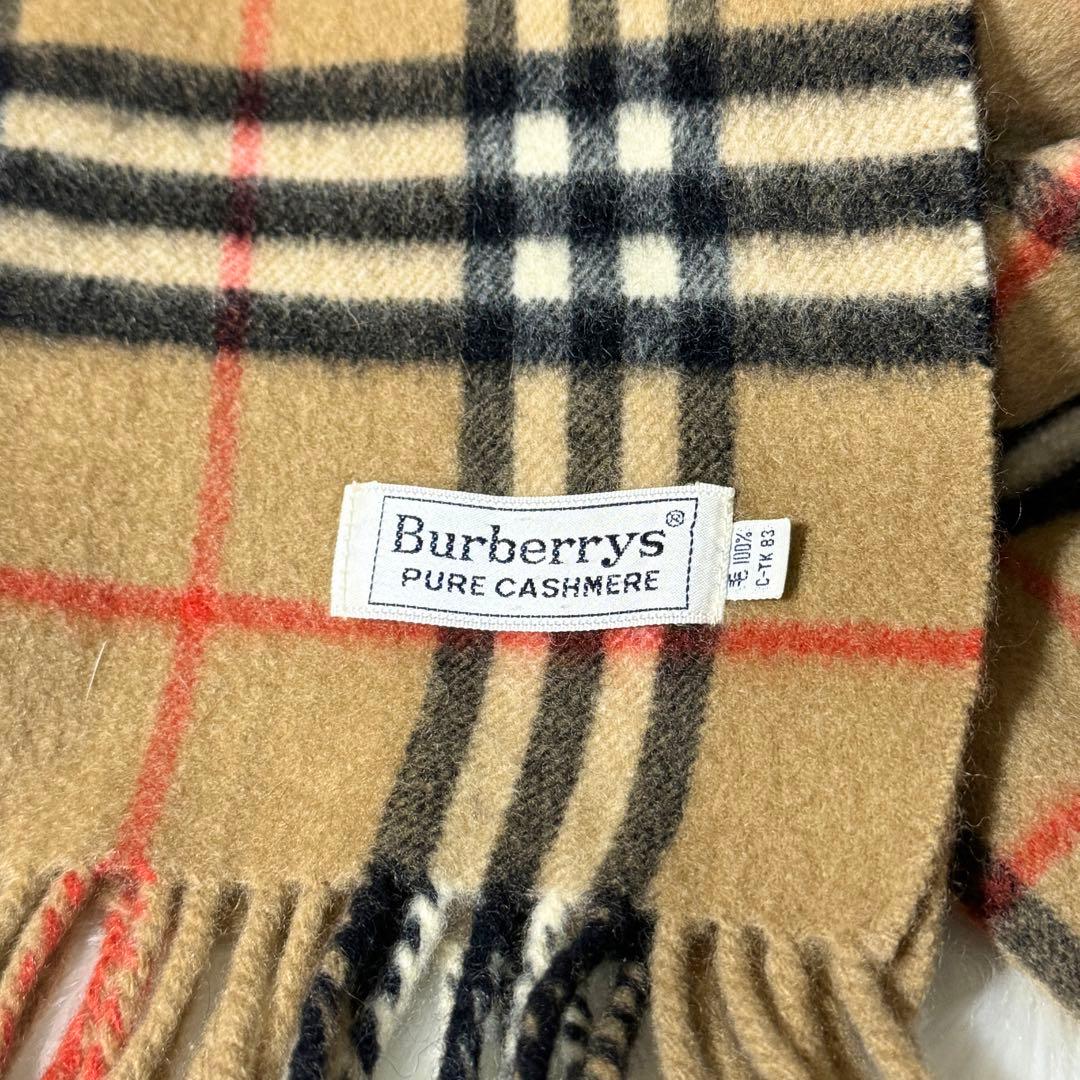 Burberrys®
PURE CASHMERE
毛 100%
C-TK 83